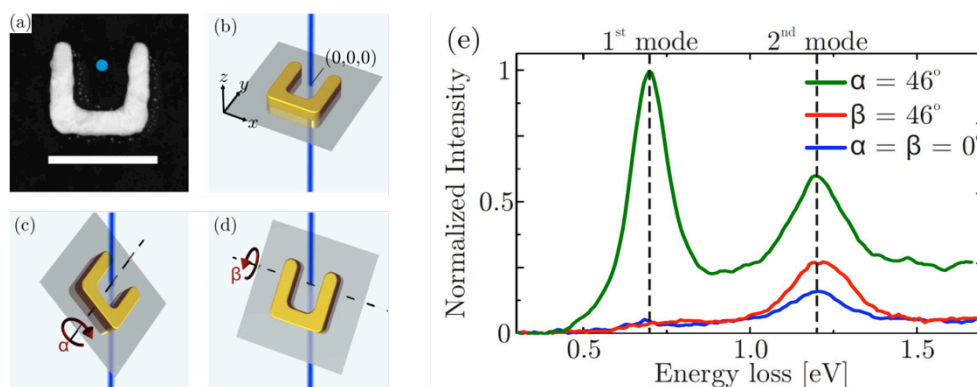 (a)
(b)
(0,0,0)
z
y
x
(c)
α
(d)
β
(e)
1st mode
2nd mode
α = 46°
β = 46°
α = β = 0°
Normalized Intensity
1
0.5
0
0.5
1.0
1.5
Energy loss [eV]